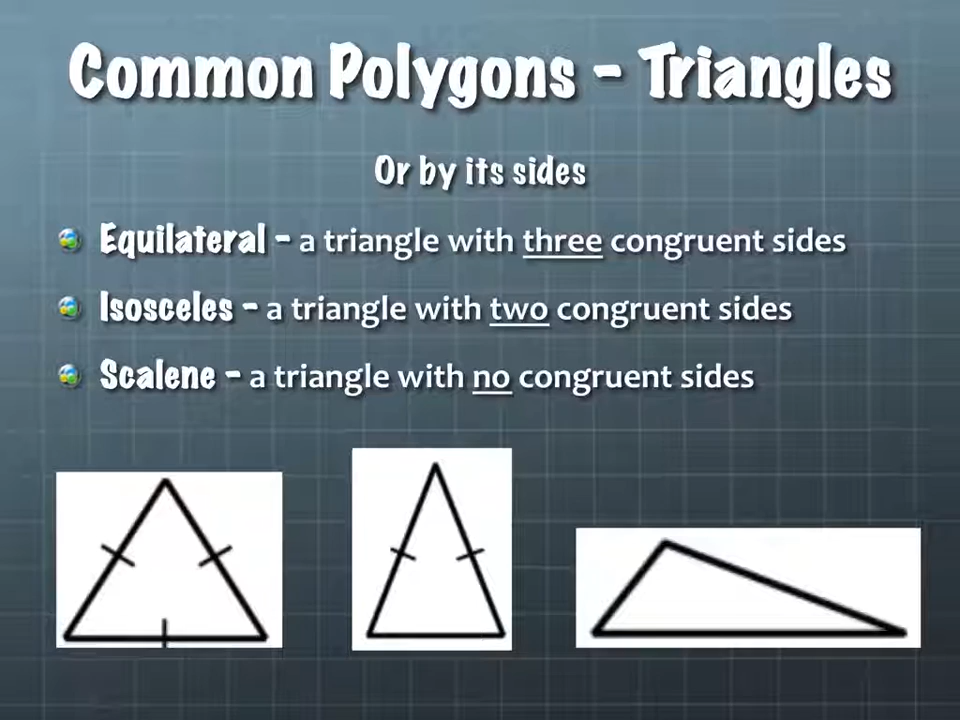 Common Polygons - Triangles
Or by its sides
Equilateral - a triangle with three congruent sides
Isosceles - a triangle with two congruent sides
Scalene - a triangle with no congruent sides